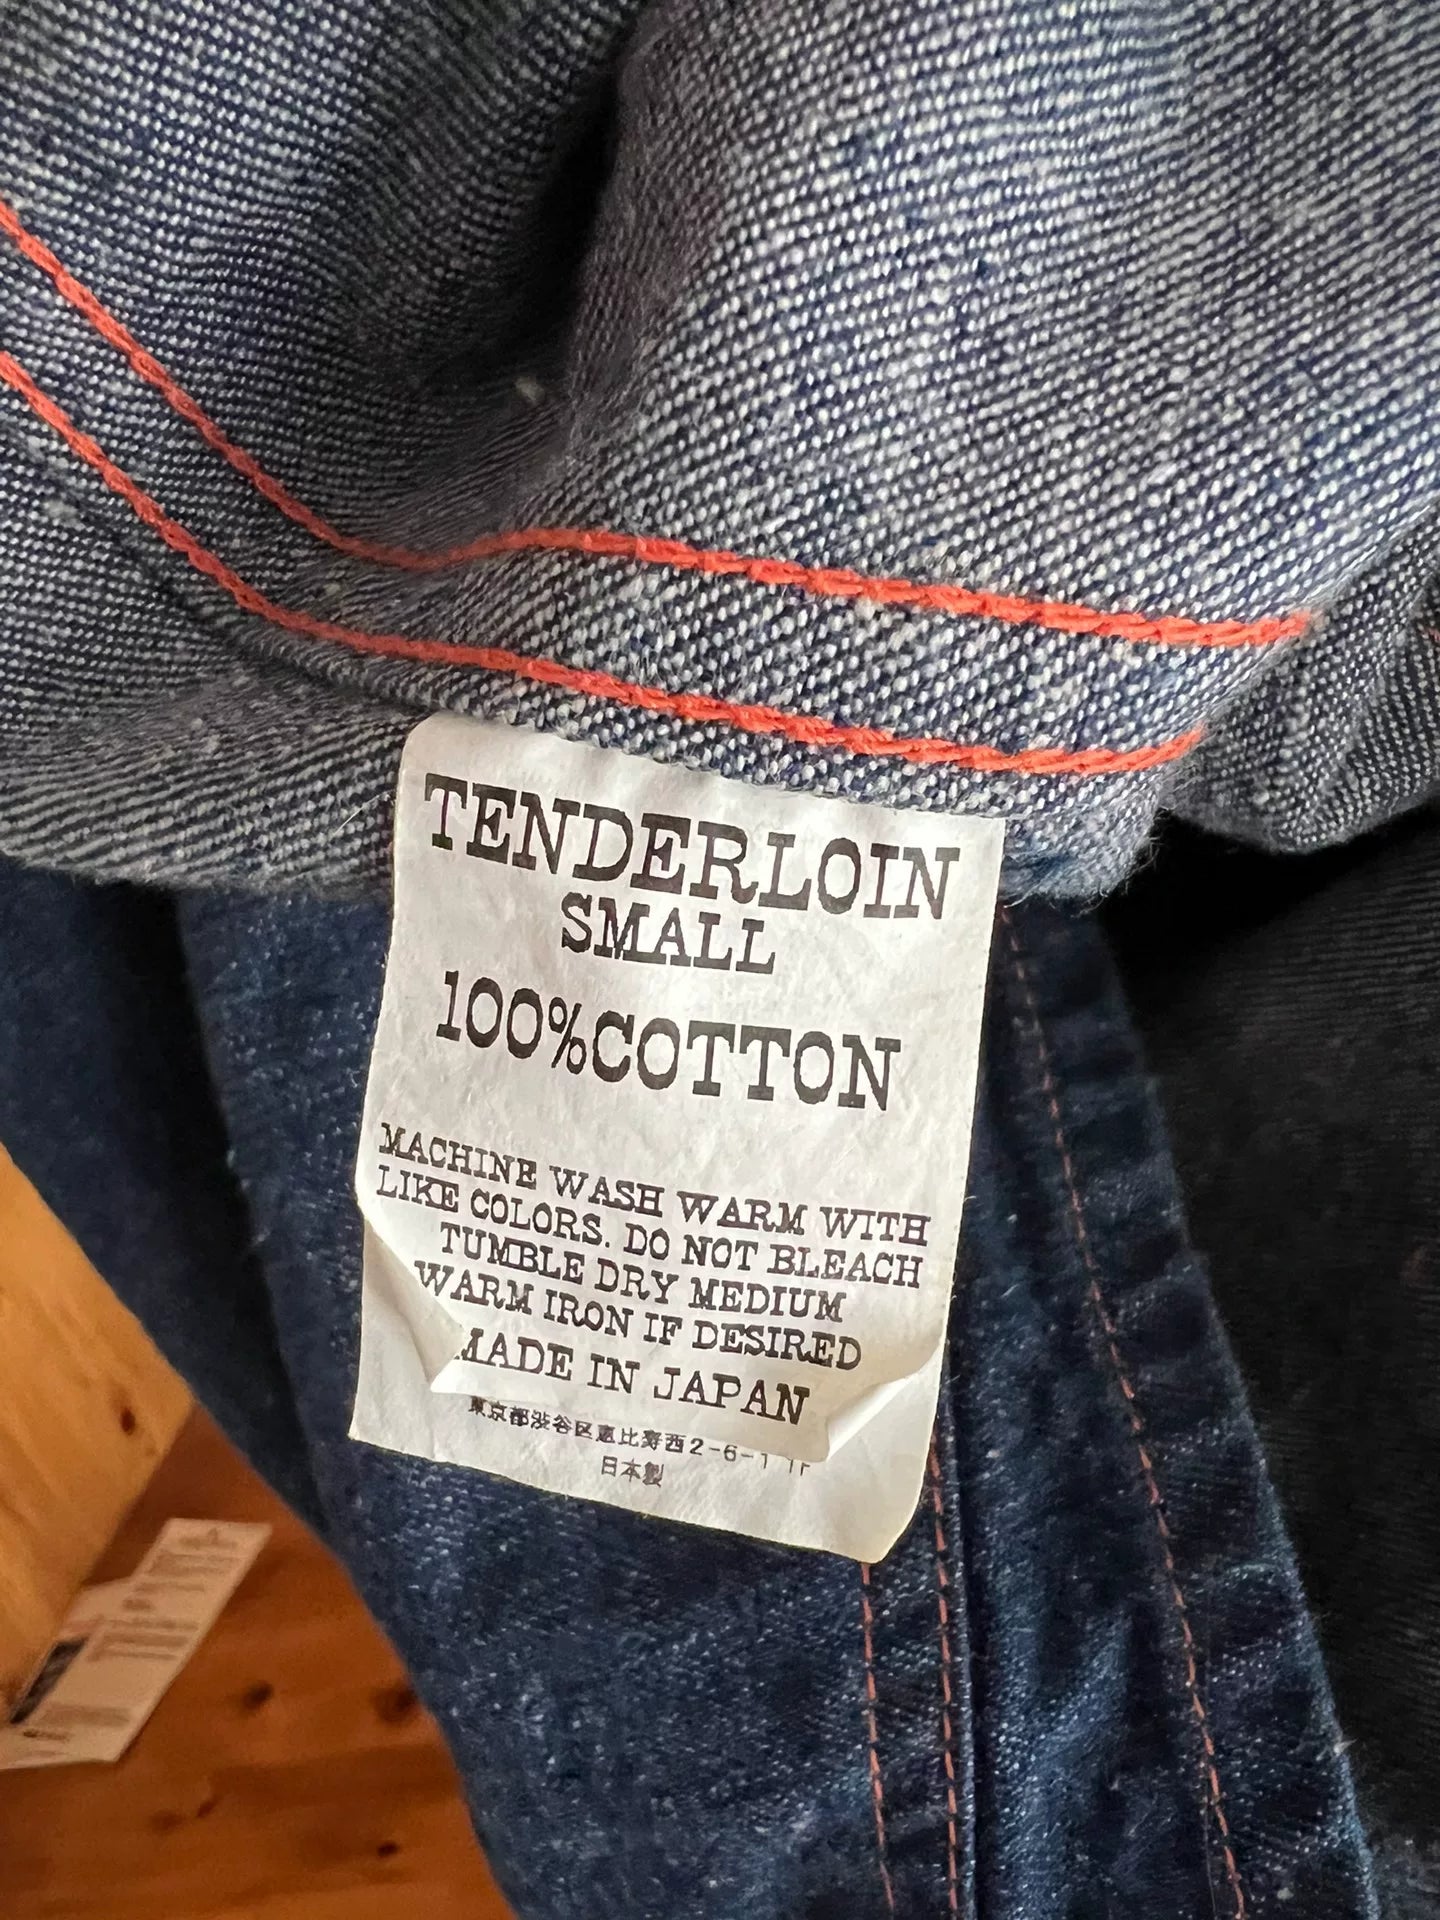 TENDERLOIN
SMALL
100%COTTON
MACHINE WASH WARM WITH
LIKE COLORS. DO NOT BLEACH
TUMBLE DRY MEDIUM
WARM IRON IF DESIRED
MADE IN JAPAN
東京都渋谷区恵比寿西2-6-1 1F
日本製